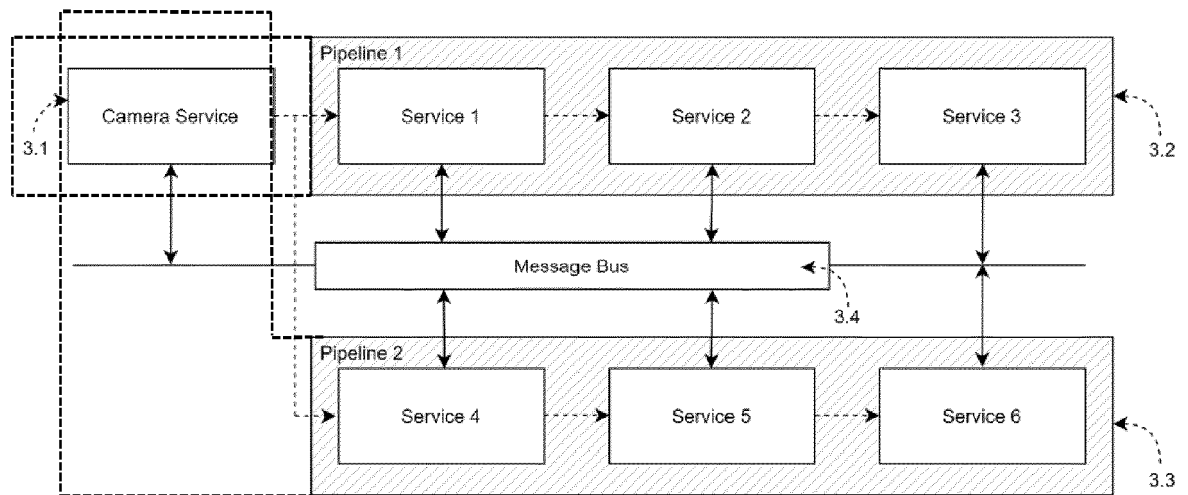 Pipeline 1
Camera Service
Service 1
Service 2
Service 3
3.1
3.2
Message Bus
3.4
Pipeline 2
Service 4
Service 5
Service 6
3.3